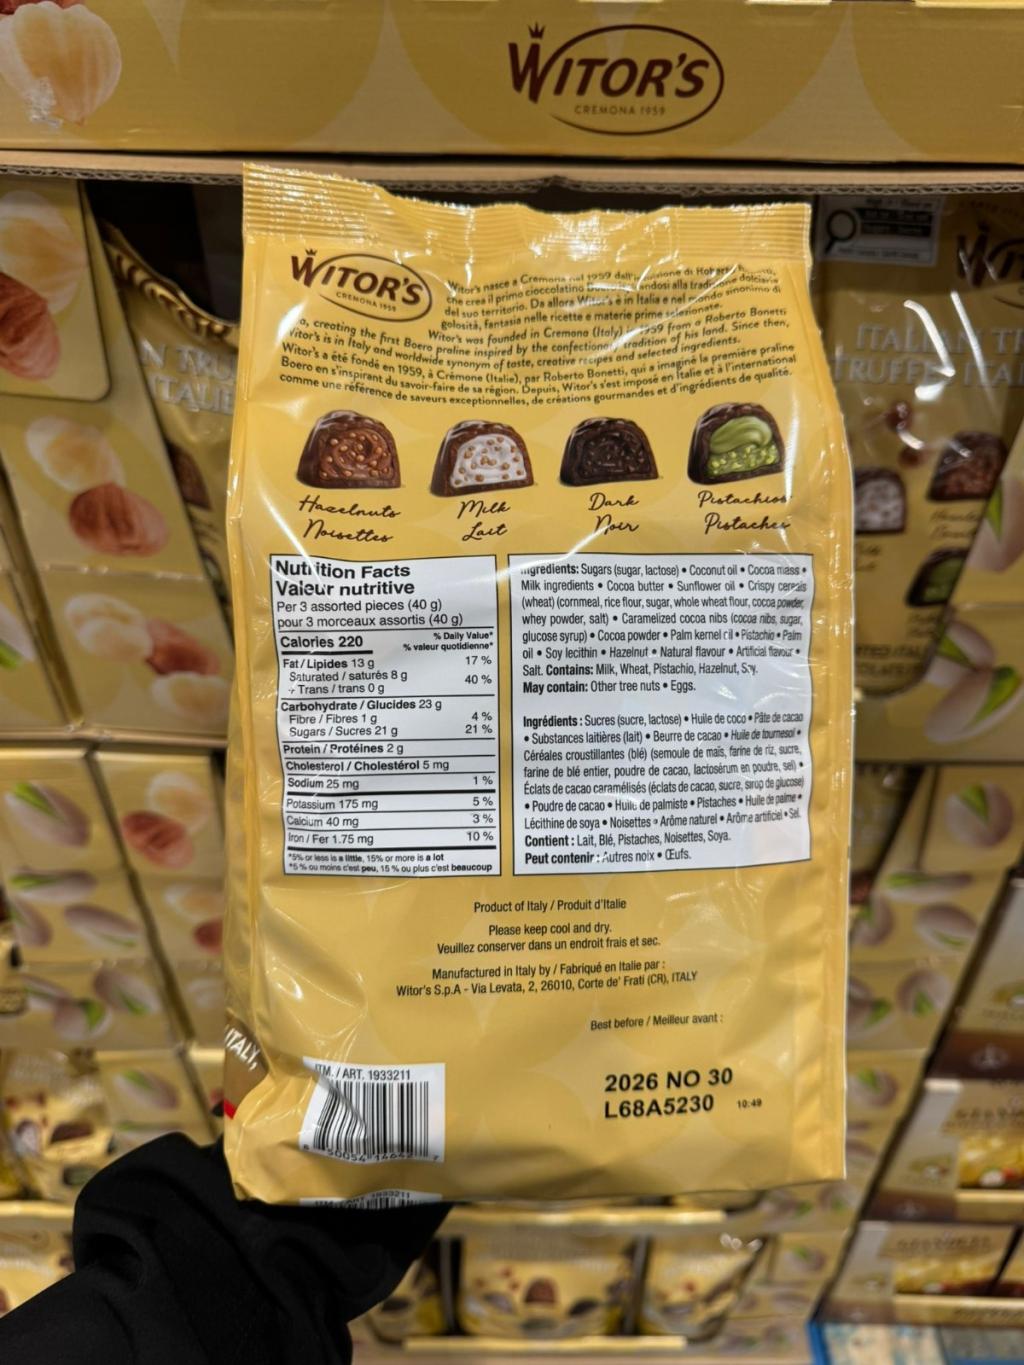 WITOR'S
CREMONA 1959
WITOR'S
CREMONA 1959
Witor's nasce a Cremona nel 1959 di Roberto
che crea il primo cioccolatino alla tradizione dolciaria
del suo territorio. Da allora Witor's è in Italia e nel mondo sinonimo di
golosità, fantasia nelle ricette e materie prime selezionate.
Witor's was founded in Cremona (Italy) in 1959 from a Roberto Bonetti
creating the first Boero praline inspired by the confectionery tradition of his land. Since then,
Witor's is in Italy and worldwide synonym of taste, creative recipes and selected ingredients.
Witor's a été fondé en 1959, à Crémone (Italie), par Roberto Bonetti, qui a imaginé la première praline
Boero en s'inspirant du savoir-faire de sa région. Depuis, Witor's s'est imposé en Italie et à l'international
comme une référence de saveurs exceptionnelles, de créations gourmandes et d'ingrédients de qualité.
Hazelnuts
Noisettes
Milk
Lait
Dark
Noir
Pistachios
Pistaches
Nutrition Facts
Valeur nutritive
Per 3 assorted pieces (40 g)
pour 3 morceaux assortis (40 g)
Calories 220
% Daily Value*
% valeur quotidienne*
Fat / Lipides 13 g 17 %
Saturated / saturés 8 g 40 %
+ Trans / trans 0 g
Carbohydrate / Glucides 23 g
Fibre / Fibres 1 g 4 %
Sugars / Sucres 21 g 21 %
Protein / Protéines 2 g
Cholesterol / Cholestérol 5 mg
Sodium 25 mg 1 %
Potassium 175 mg 5 %
Calcium 40 mg 3 %
Iron / Fer 1.75 mg 10 %
*5% or less is a little, 15% or more is a lot
*5 % ou moins c'est peu, 15 % ou plus c'est beaucoup
Ingredients: Sugars (sugar, lactose) • Coconut oil • Cocoa mass •
Milk ingredients • Cocoa butter • Sunflower oil • Crispy cereals
(wheat) (cornmeal, rice flour, sugar, whole wheat flour, cocoa powder,
whey powder, salt) • Caramelized cocoa nibs (cocoa nibs, sugar,
glucose syrup) • Cocoa powder • Palm kernel oil • Pistachio • Palm
oil • Soy lecithin • Hazelnut • Natural flavour • Artificial flavour •
Salt. Contains: Milk, Wheat, Pistachio, Hazelnut, Soy.
May contain: Other tree nuts • Eggs.
Ingrédients : Sucres (sucre, lactose) • Huile de coco • Pâte de cacao
• Substances laitières (lait) • Beurre de cacao • Huile de tournesol •
Céréales croustillantes (blé) (semoule de maïs, farine de riz, sucre,
farine de blé entier, poudre de cacao, lactosérum en poudre, sel) •
Éclats de cacao caramélisés (éclats de cacao, sucre, sirop de glucose)
• Poudre de cacao • Huile de palmiste • Pistaches • Huile de palme •
Lécithine de soya • Noisettes • Arôme naturel • Arôme artificiel • Sel.
Contient : Lait, Blé, Pistaches, Noisettes, Soya.
Peut contenir : Autres noix • Œufs.
Product of Italy / Produit d'Italie
Please keep cool and dry.
Veuillez conserver dans un endroit frais et sec.
Manufactured in Italy by / Fabriqué en Italie par :
Witor's S.p.A - Via Levata, 2, 26010, Corte de' Frati (CR), ITALY
Best before / Meilleur avant :
2026 NO 30
L68A5230 10:49
ITALY,
ITM. / ART. 1933211
1933211